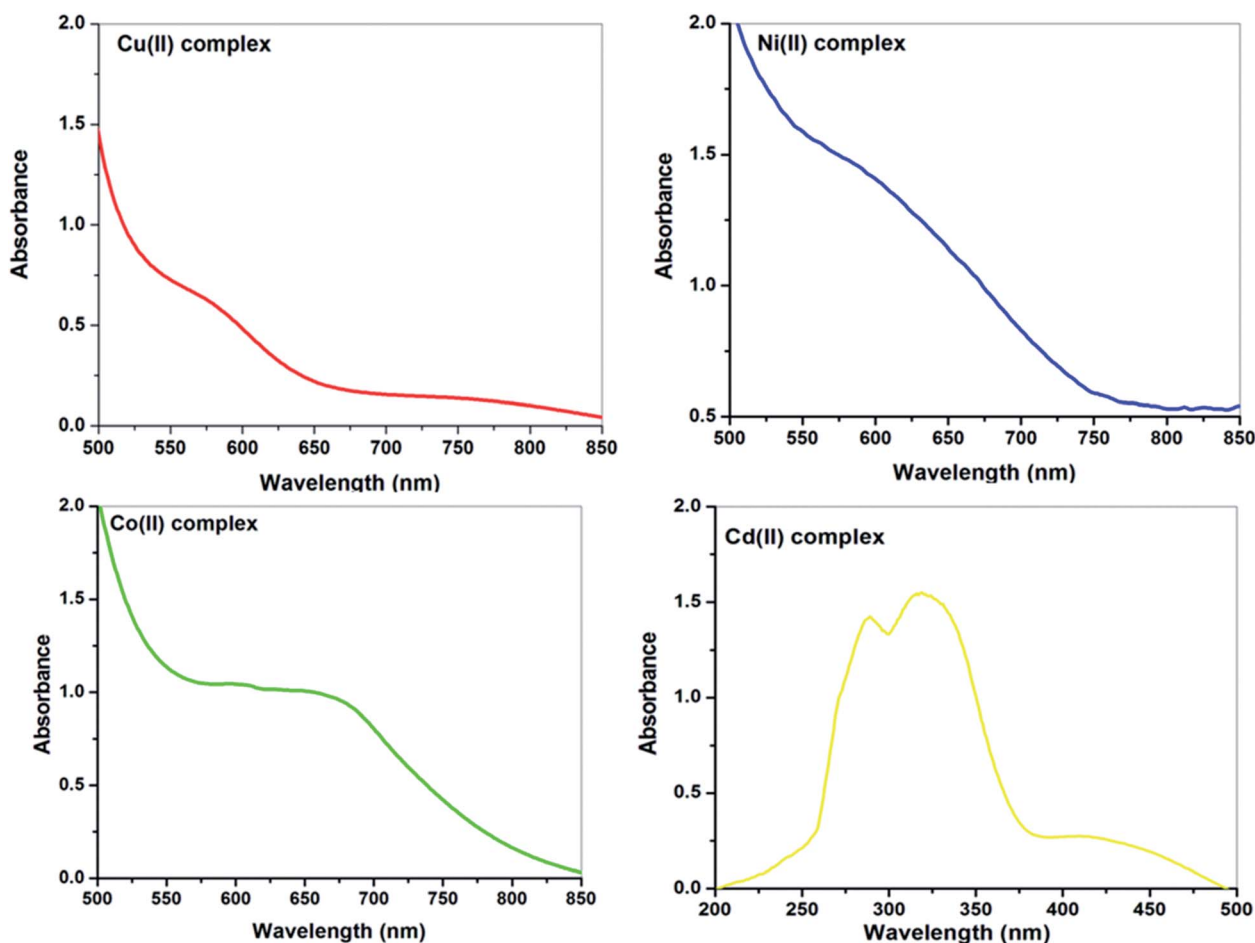 Cu(II) complex
2.0
1.5
1.0
0.5
0.0
Absorbance
500 550 600 650 700 750 800 850
Wavelength (nm)
Ni(II) complex
2.0
1.5
1.0
0.5
Absorbance
500 550 600 650 700 750 800 850
Wavelength (nm)
Co(II) complex
2.0
1.5
1.0
0.5
0.0
Absorbance
500 550 600 650 700 750 800 850
Wavelength (nm)
Cd(II) complex
2.0
1.5
1.0
0.5
0.0
Absorbance
200 250 300 350 400 450 500
Wavelength (nm)